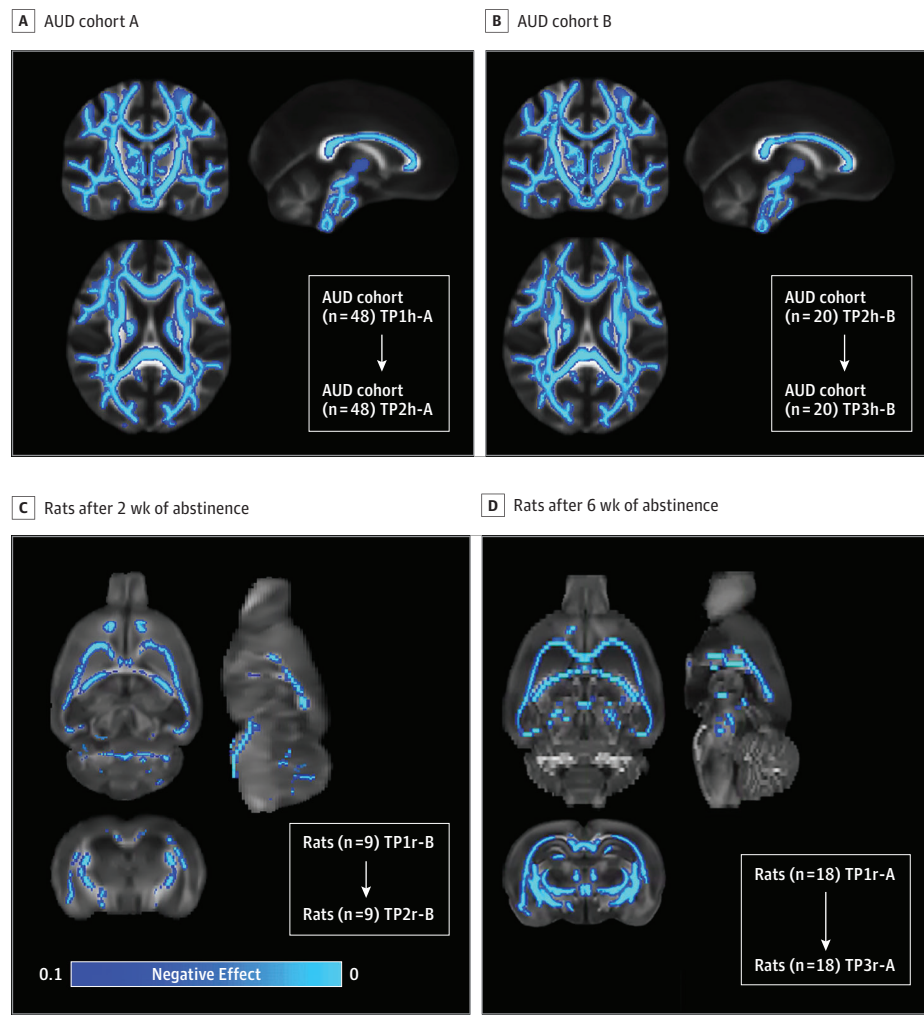 A AUD cohort A
B AUD cohort B
AUD cohort
(n=48) TP1h-A
AUD cohort
(n=48) TP2h-A
AUD cohort
(n=20) TP2h-B
AUD cohort
(n=20) TP3h-B
C Rats after 2 wk of abstinence
D Rats after 6 wk of abstinence
Rats (n=9) TP1r-B
Rats (n=9) TP2r-B
0.1 Negative Effect 0
Rats (n=18) TP1r-A
Rats (n=18) TP3r-A